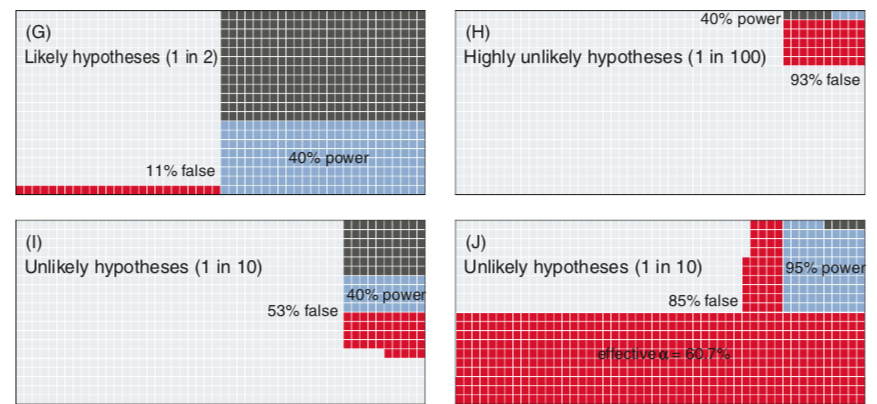 (G)
Likely hypotheses (1 in 2)
11% false
40% power
(H)
40% power
Highly unlikely hypotheses (1 in 100)
93% false
(I)
Unlikely hypotheses (1 in 10)
40% power
53% false
(J)
Unlikely hypotheses (1 in 10)
95% power
85% false
effective α = 60.7%